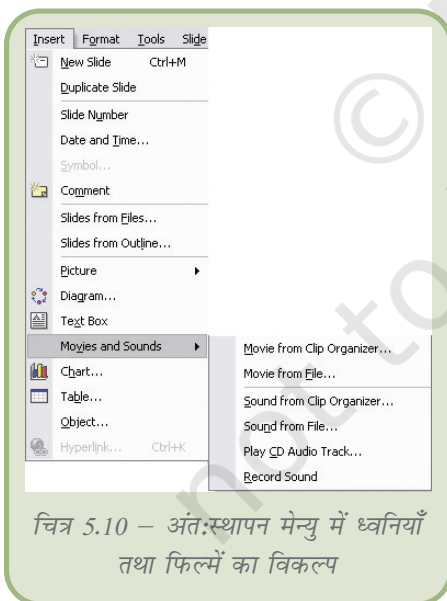 Insert Format Tools Slide
New Slide Ctrl+M
Duplicate Slide
Slide Number
Date and Time...
Symbol...
Comment
Slides from Files...
Slides from Outline...
Picture
Diagram...
Text Box
Movies and Sounds
Chart...
Table...
Object...
Hyperlink... Ctrl+K
Movie from Clip Organizer...
Movie from File...
Sound from Clip Organizer...
Sound from File...
Play CD Audio Track...
Record Sound
©
not to
चित्र 5.10 – अंत:स्थापन मेन्यु में ध्वनियाँ
तथा फिल्में का विकल्प